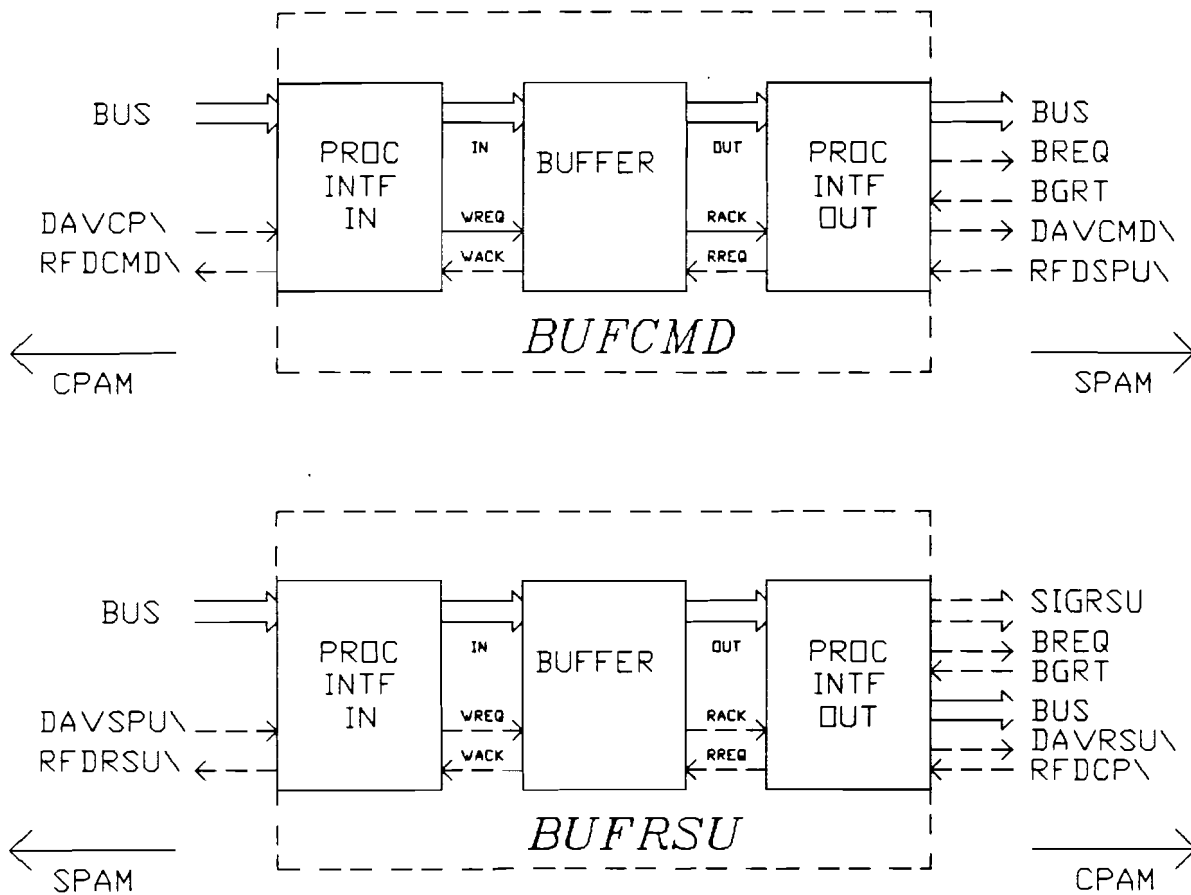 BUS
PROC
INTF
IN
IN
BUFFER
OUT
PROC
INTF
OUT
BUS
BREQ
BGRT
DAVCP\
WREQ
RACK
DAVCMD\
RFDCMD\
WACK
RREQ
RFDSPU\
BUFCMD
CPAM
SPAM
BUS
PROC
INTF
IN
IN
BUFFER
OUT
PROC
INTF
OUT
SIGRSU
BREQ
BGRT
BUS
DAVSPU\
WREQ
RACK
DAVRSU\
RFDRSU\
WACK
RREQ
RFDCP\
BUFRSU
SPAM
CPAM